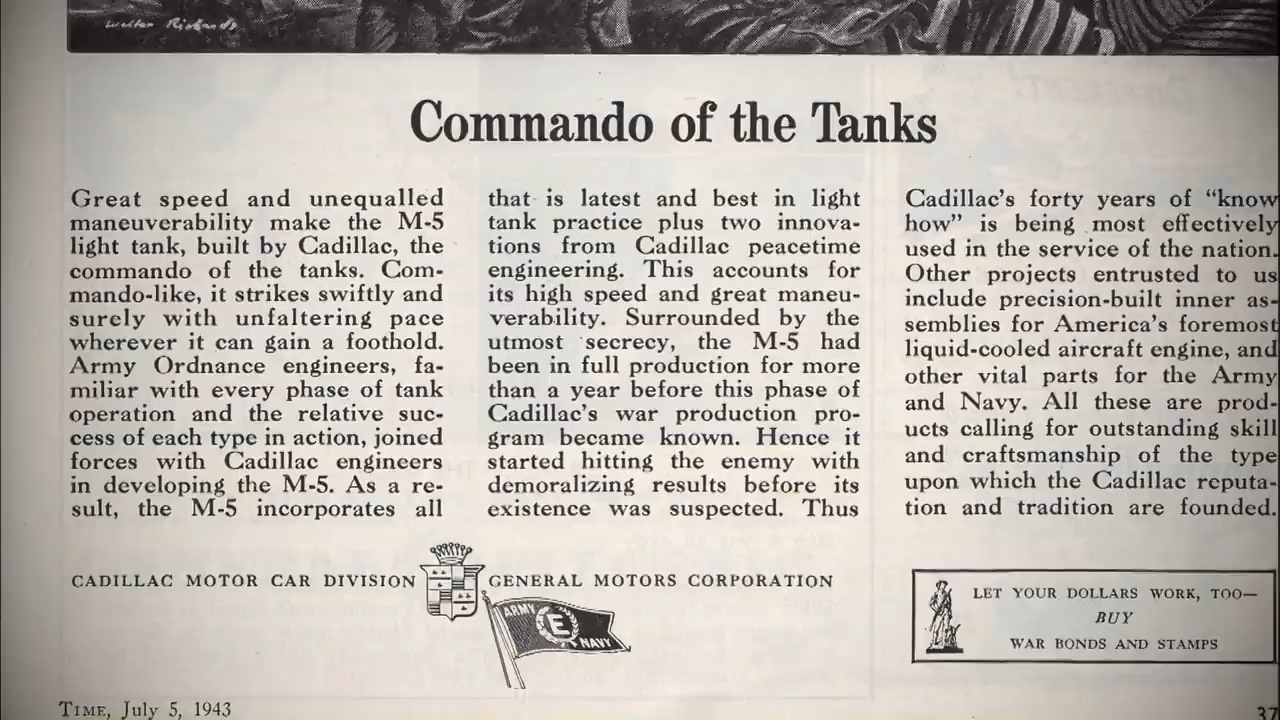 Walter Richards
Commando of the Tanks
Great speed and unequalled
maneuverability make the M-5
light tank, built by Cadillac, the
commando of the tanks. Com-
mando-like, it strikes swiftly and
surely with unfaltering pace
wherever it can gain a foothold.
Army Ordnance engineers, fa-
miliar with every phase of tank
operation and the relative suc-
cess of each type in action, joined
forces with Cadillac engineers
in developing the M-5. As a re-
sult, the M-5 incorporates all
that is latest and best in light
tank practice plus two innova-
tions from Cadillac peacetime
engineering. This accounts for
its high speed and great maneu-
verability. Surrounded by the
utmost secrecy, the M-5 had
been in full production for more
than a year before this phase of
Cadillac's war production pro-
gram became known. Hence it
started hitting the enemy with
demoralizing results before its
existence was suspected. Thus
Cadillac's forty years of “know
how” is being most effectively
used in the service of the nation.
Other projects entrusted to us
include precision-built inner as-
semblies for America's foremost
liquid-cooled aircraft engine, and
other vital parts for the Army
and Navy. All these are prod-
ucts calling for outstanding skill
and craftsmanship of the type
upon which the Cadillac reputa-
tion and tradition are founded.
CADILLAC MOTOR CAR DIVISION GENERAL MOTORS CORPORATION
ARMY E NAVY
LET YOUR DOLLARS WORK, TOO—
BUY
WAR BONDS AND STAMPS
TIME, July 5, 1943
37